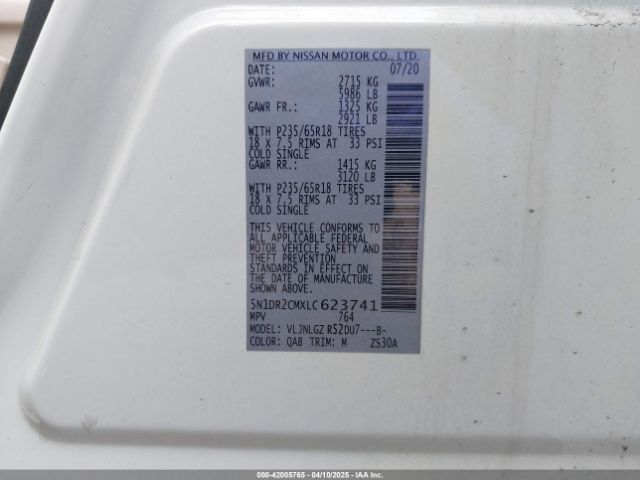 MFD BY NISSAN MOTOR CO., LTD.
DATE: 07/20
GVWR: 2715 KG
5986 LB
GAWR FR.: 1325 KG
2921 LB
WITH P235/65R18 TIRES
18 X 7.5 RIMS AT 33 PSI
COLD SINGLE
GAWR RR.: 1415 KG
3120 LB
WITH P235/65R18 TIRES
18 X 7.5 RIMS AT 33 PSI
COLD SINGLE
THIS VEHICLE CONFORMS TO
ALL APPLICABLE FEDERAL
MOTOR VEHICLE SAFETY AND
THEFT PREVENTION
STANDARDS IN EFFECT ON
THE DATE OF MANUFACTURE
SHOWN ABOVE.
5N1DR2CMXLC623741
MPV 764
MODEL: VLJNLGZ R52DU7---B-
COLOR: QAB TRIM: M ZS30A
000-42005765 - 04/10/2025 - IAA Inc.